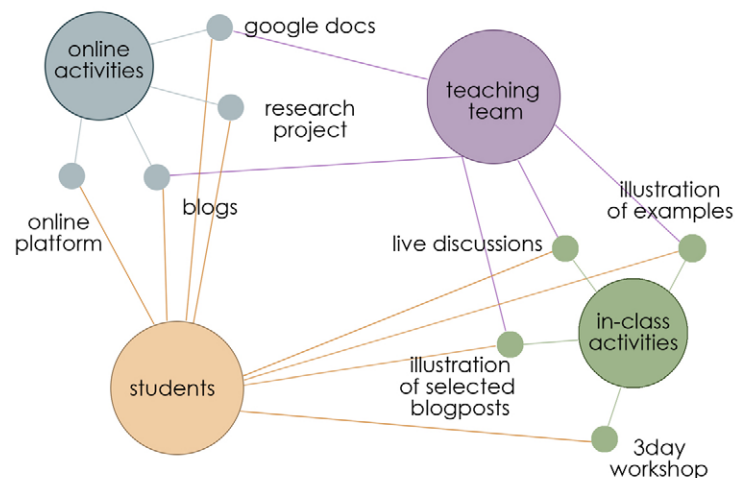 online
activities
google docs
research
project
online
platform
blogs
teaching
team
illustration
of examples
live discussions
in-class
activities
illustration
of selected
blogposts
students
3day
workshop